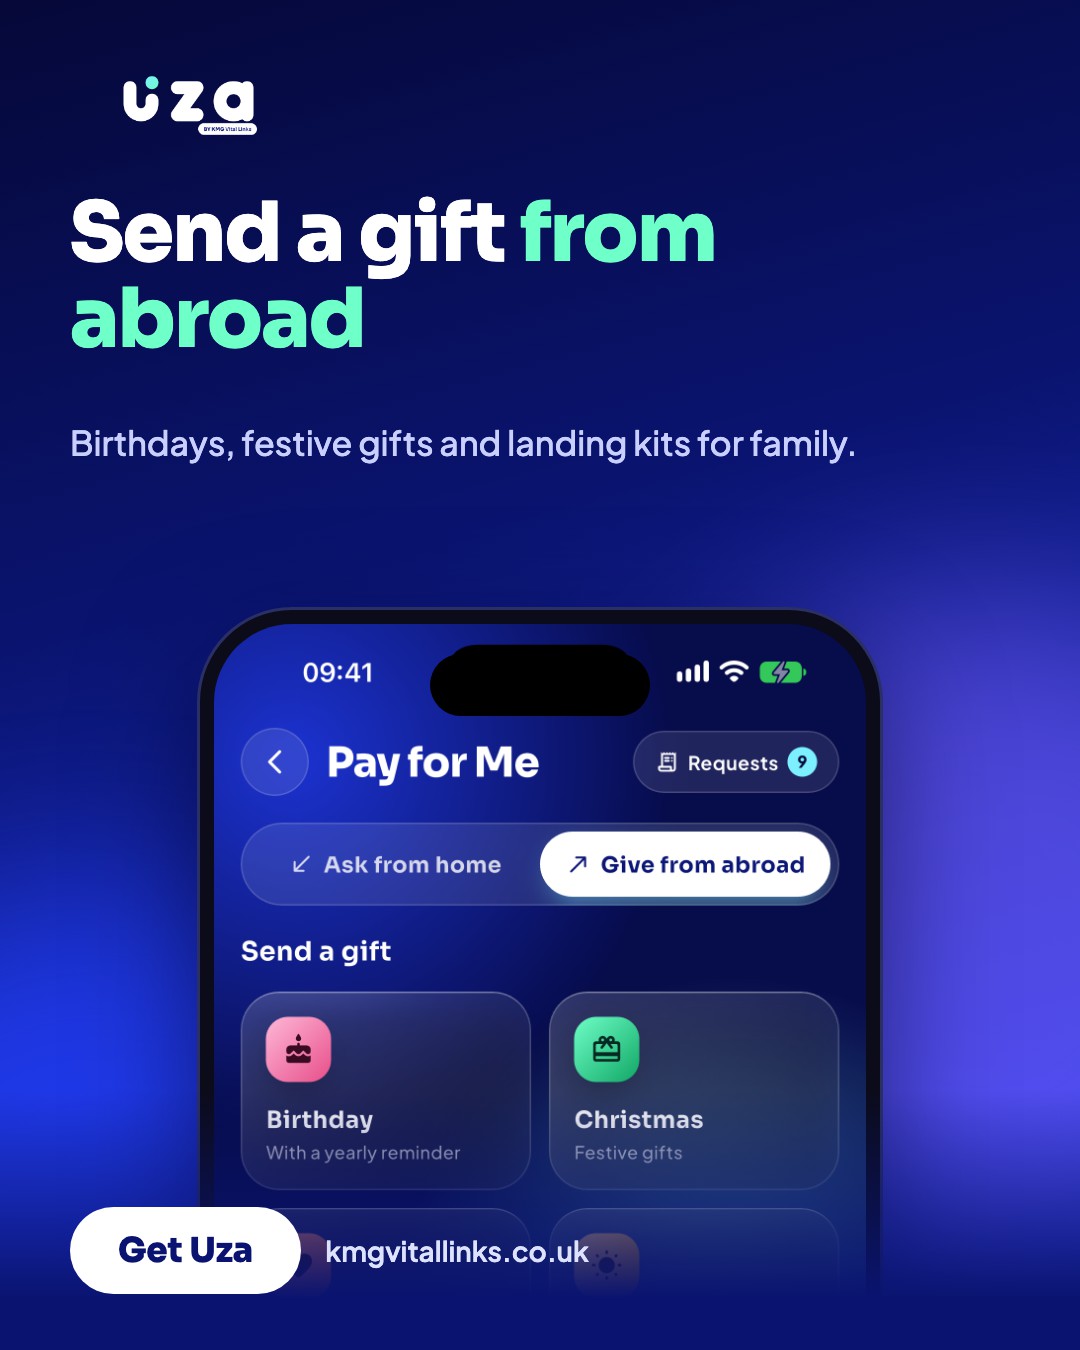 uza
BY KMG Vital Links
Send a gift from
abroad
Birthdays, festive gifts and landing kits for family.
09:41
Pay for Me
Requests 9
Ask from home
Give from abroad
Send a gift
Birthday
With a yearly reminder
Christmas
Festive gifts
Get Uza
kmgvitallinks.co.uk